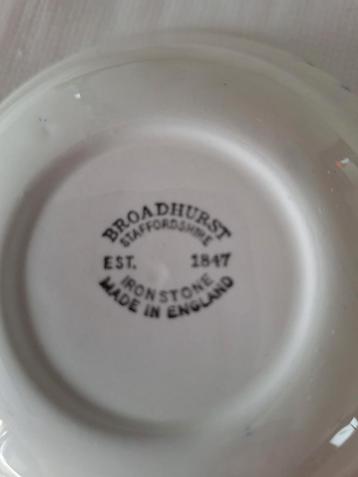 BROADHURST
STAFFORDSHIRE
EST. 1847
IRONSTONE
MADE IN ENGLAND